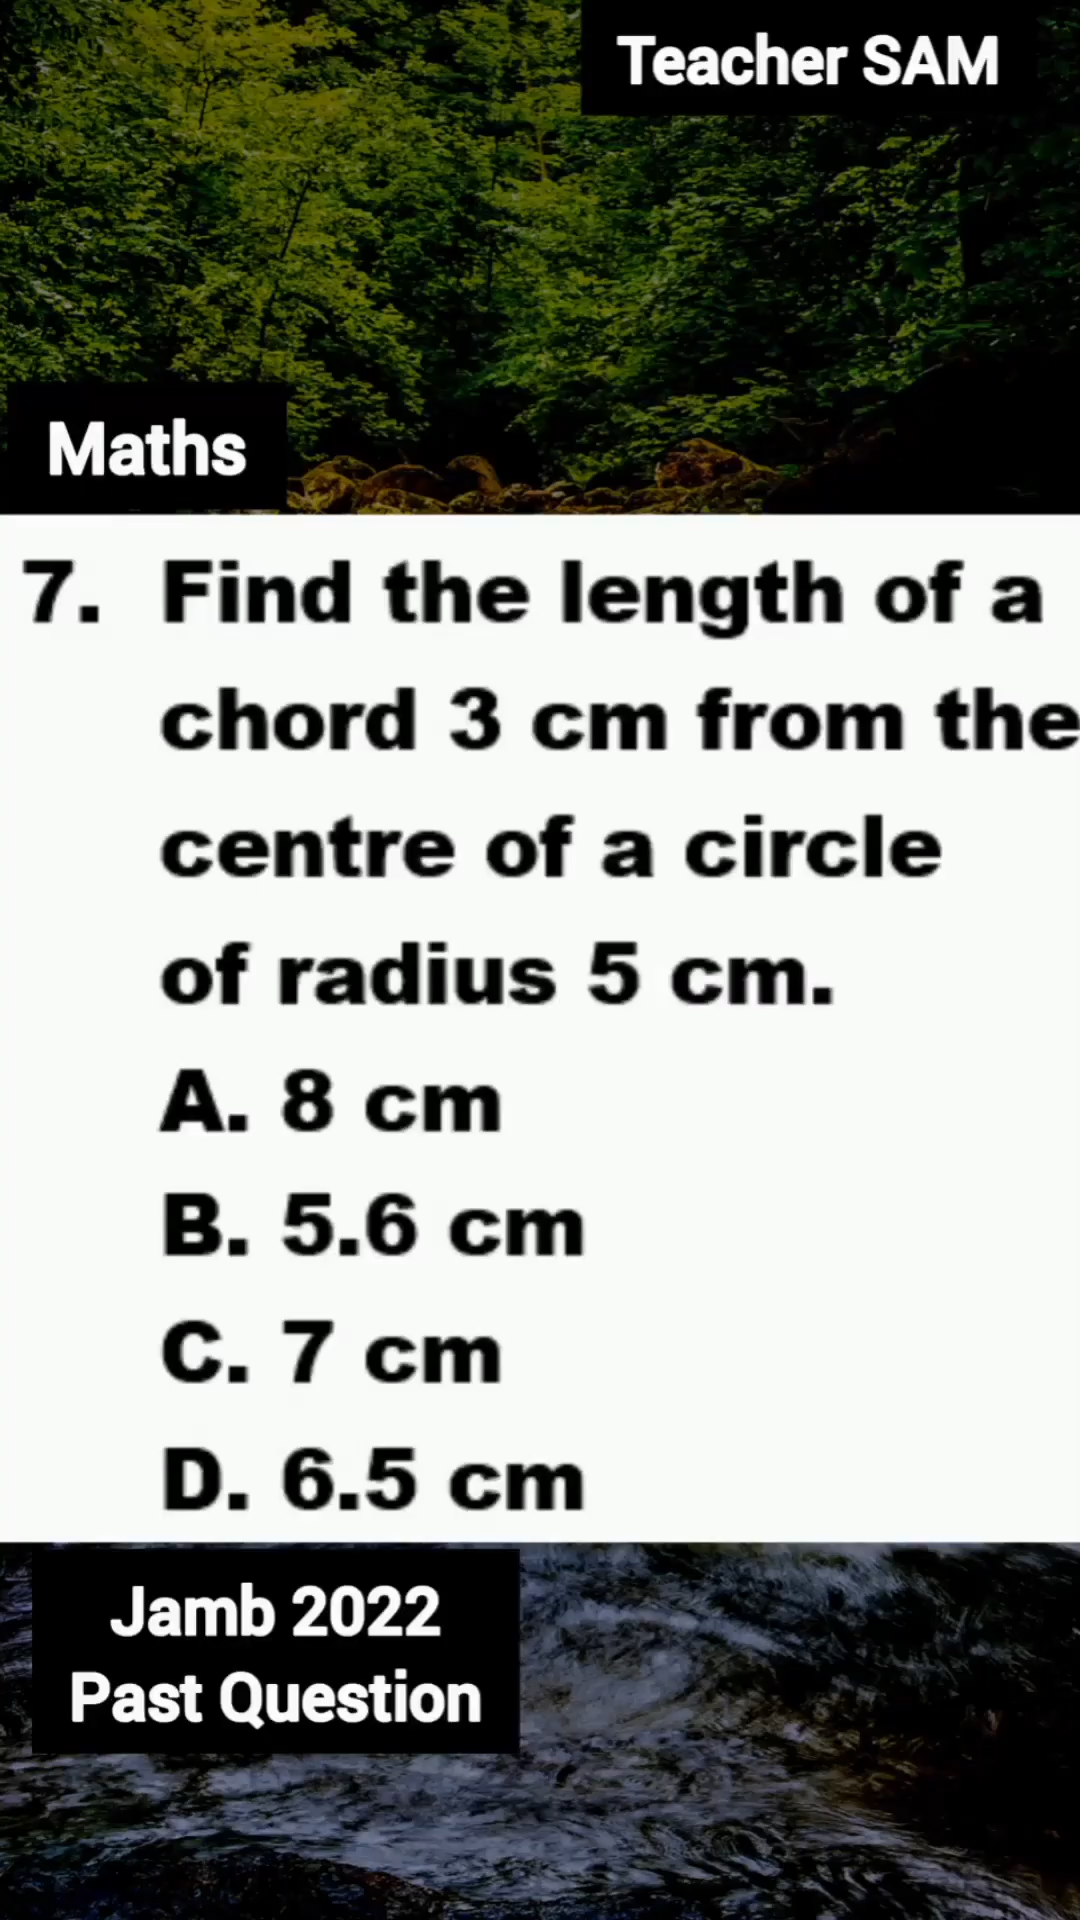 Teacher SAM
Maths
7. Find the length of a
chord 3 cm from the
centre of a circle
of radius 5 cm.
A. 8 cm
B. 5.6 cm
C. 7 cm
D. 6.5 cm
Jamb 2022
Past Question